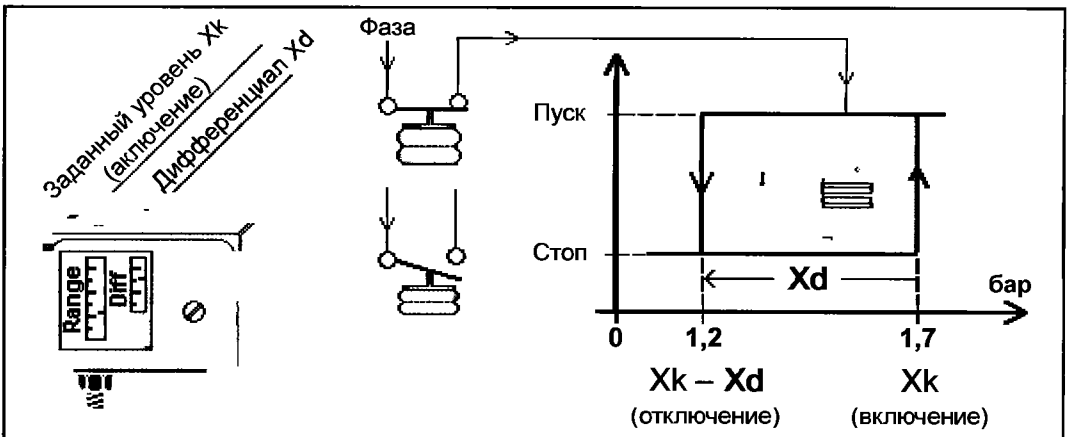 Заданный уровень Xk
(аключение)
Дифференциал Xd
Range
Diff
Фаза
Пуск
Стоп
Xd
бар
0
1,2
1,7
Xk – Xd
Xk
(отключение)
(включение)